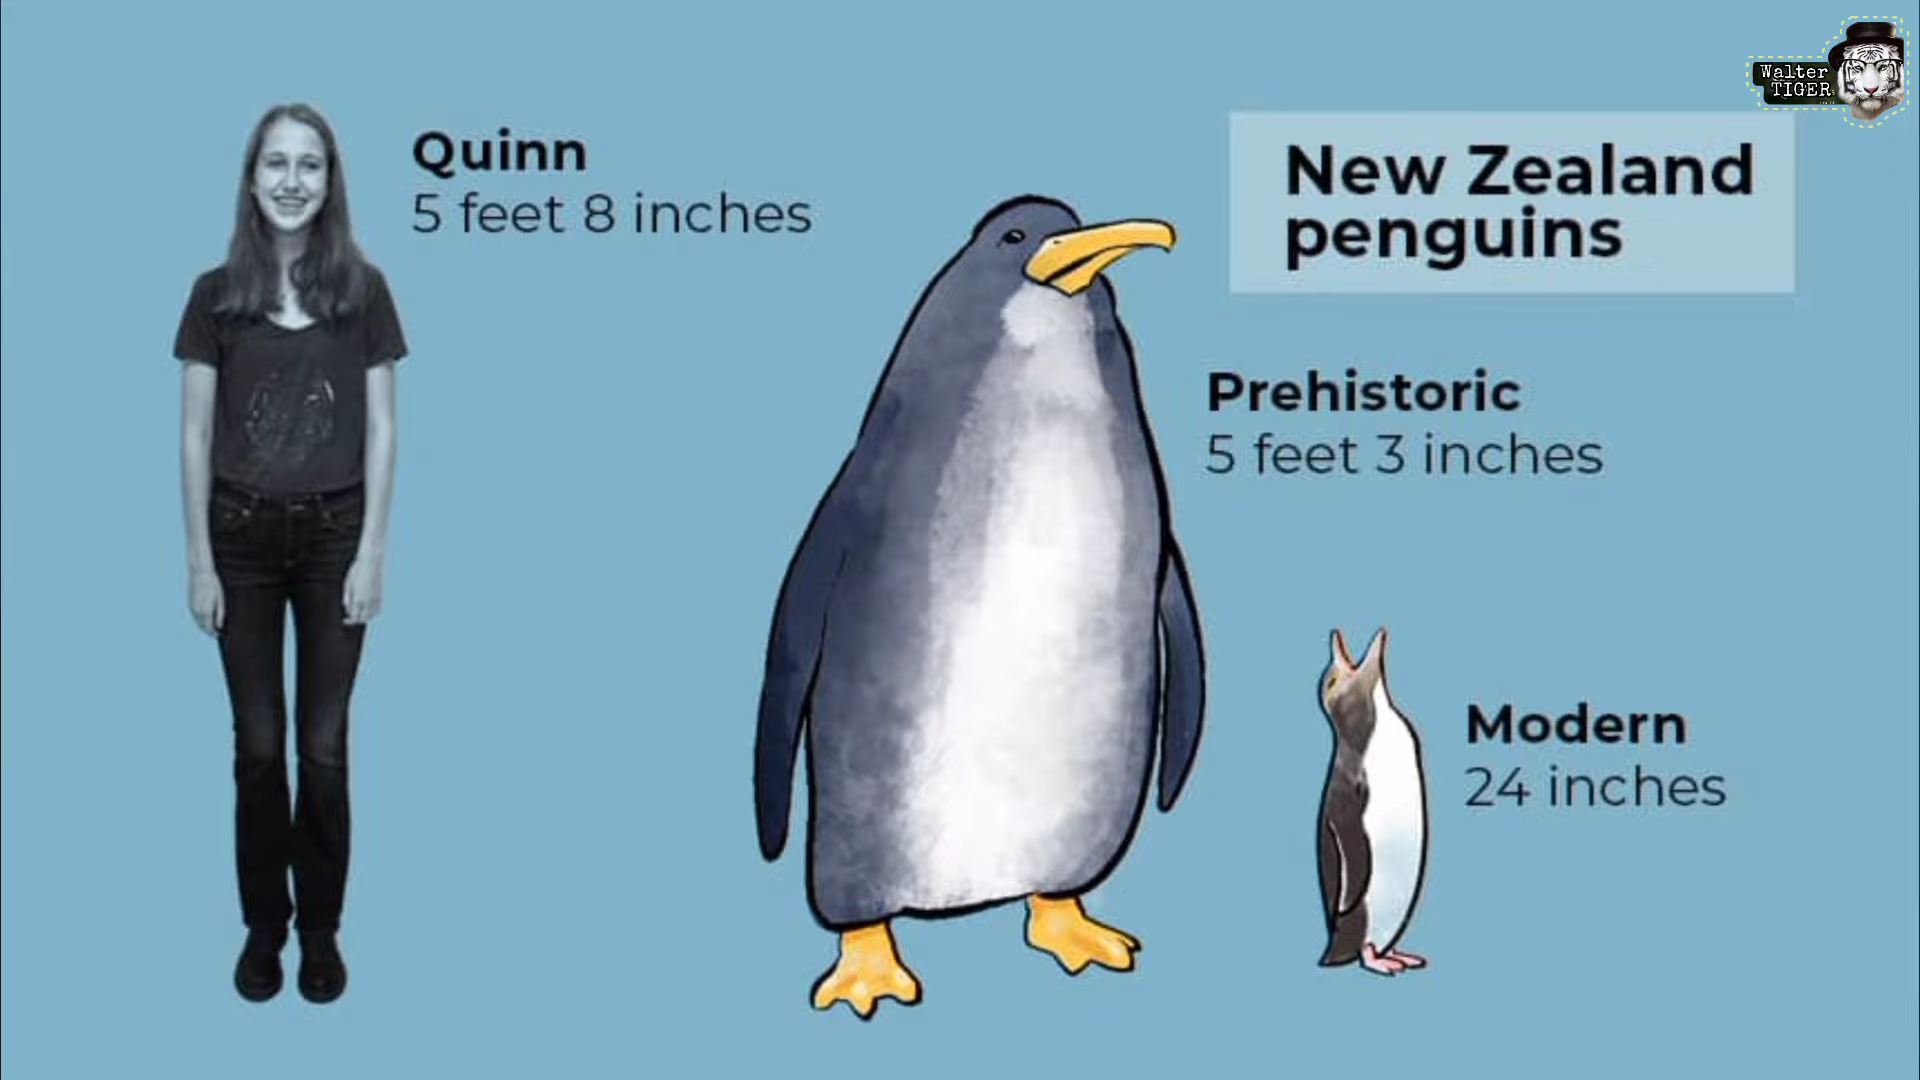 Walter
TIGER
Quinn
5 feet 8 inches
New Zealand
penguins
Prehistoric
5 feet 3 inches
Modern
24 inches